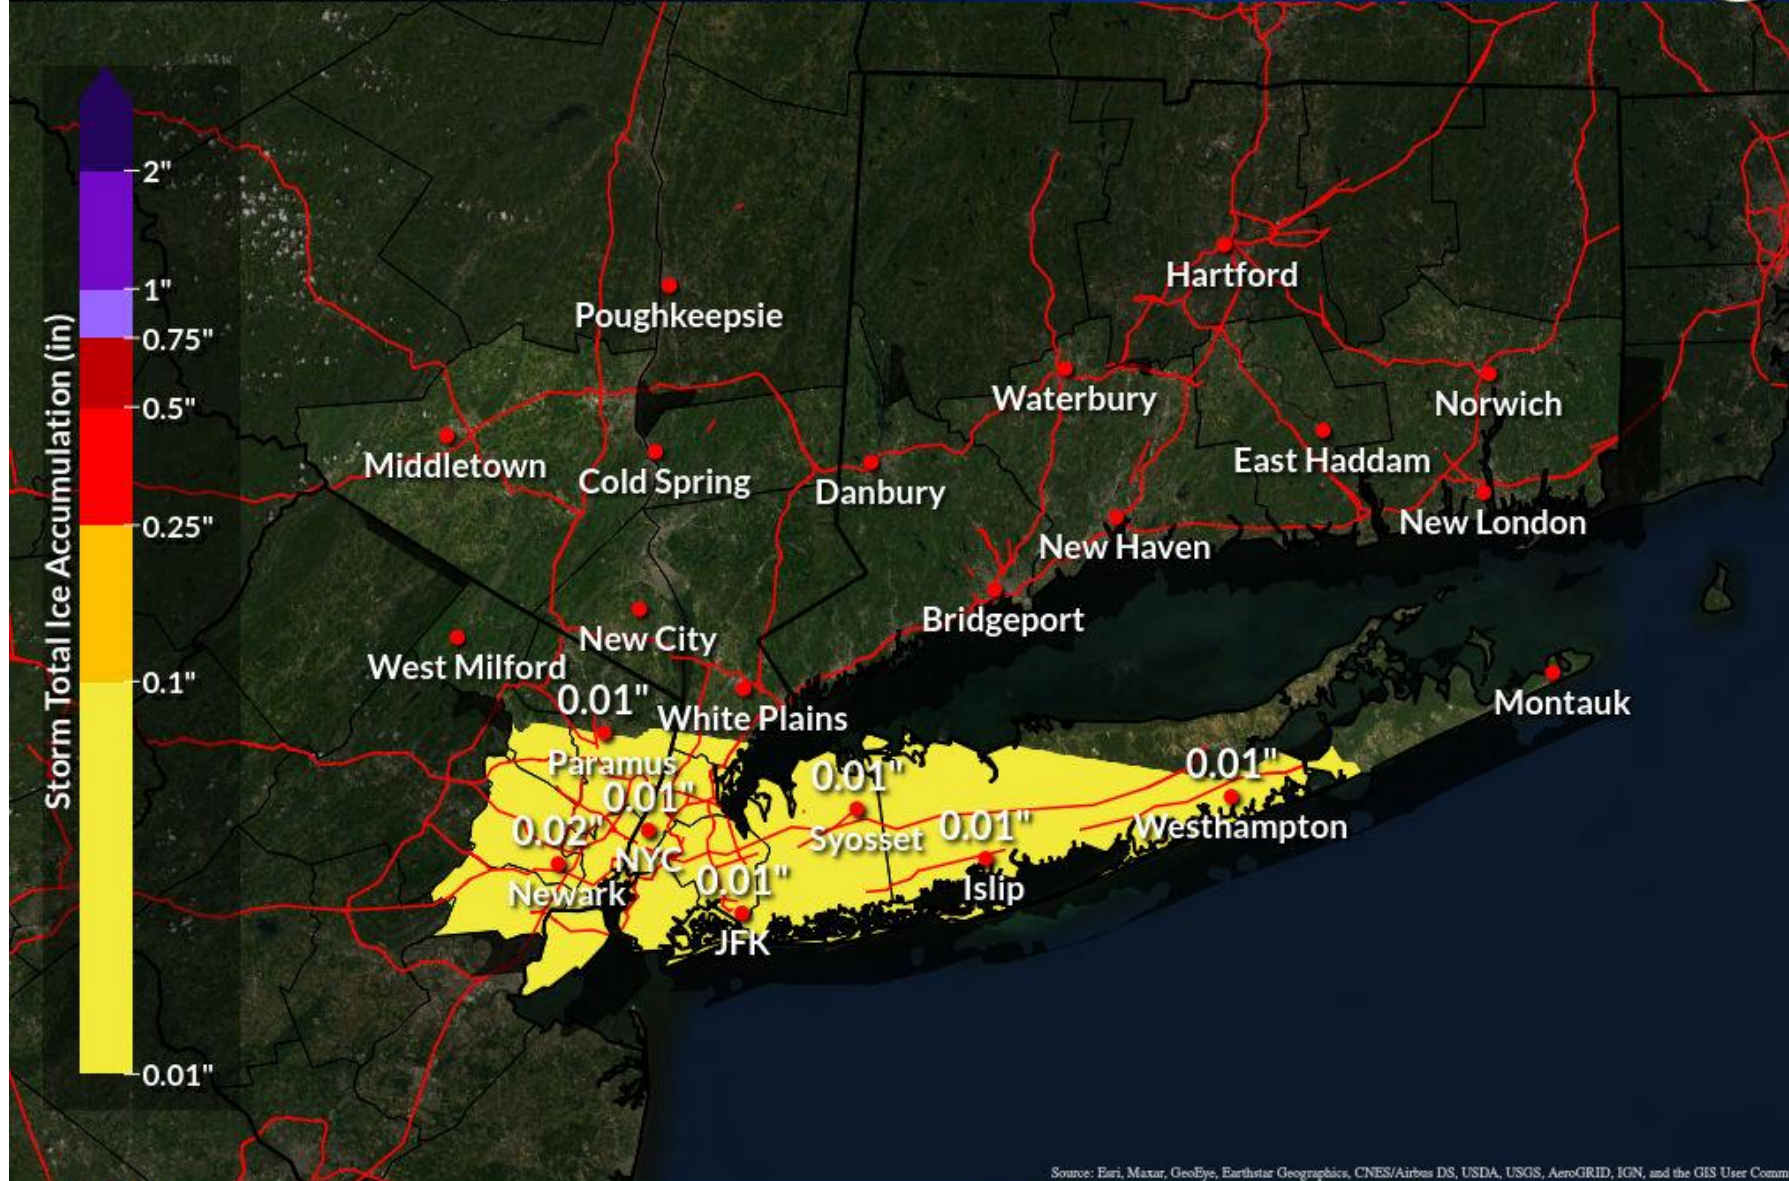 Storm Total Ice Accumulation (in)
2"
1"
0.75"
0.5"
0.25"
0.1"
0.01"
Hartford
Poughkeepsie
Waterbury
Norwich
Middletown
Cold Spring
Danbury
East Haddam
New London
New Haven
Bridgeport
New City
West Milford
White Plains
Montauk
0.01"
Paramus
0.01"
NYC
0.02"
Newark
0.01"
JFK
0.01"
Syosset
0.01"
Islip
0.01"
Westhampton
Source: Esri, Maxar, GeoEye, Earthstar Geographics, CNES/Airbus DS, USDA, USGS, AeroGRID, IGN, and the GIS User Comm